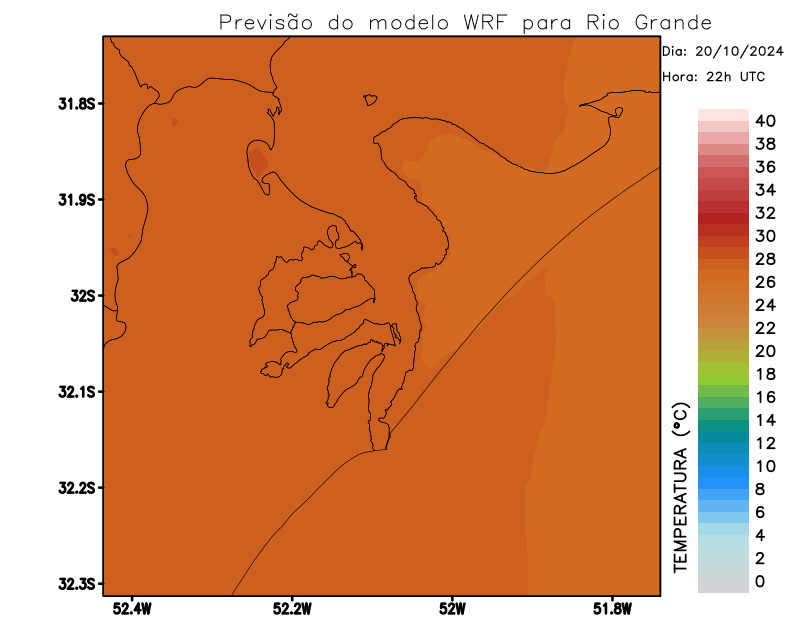 Previsão do modelo WRF para Rio Grande
Dia: 20/10/2024
Hora: 22h UTC
31.8S
31.9S
32S
32.1S
32.2S
32.3S
52.4W
52.2W
52W
51.8W
TEMPERATURA (°C)
40
38
36
34
32
30
28
26
24
22
20
18
16
14
12
10
8
6
4
2
0